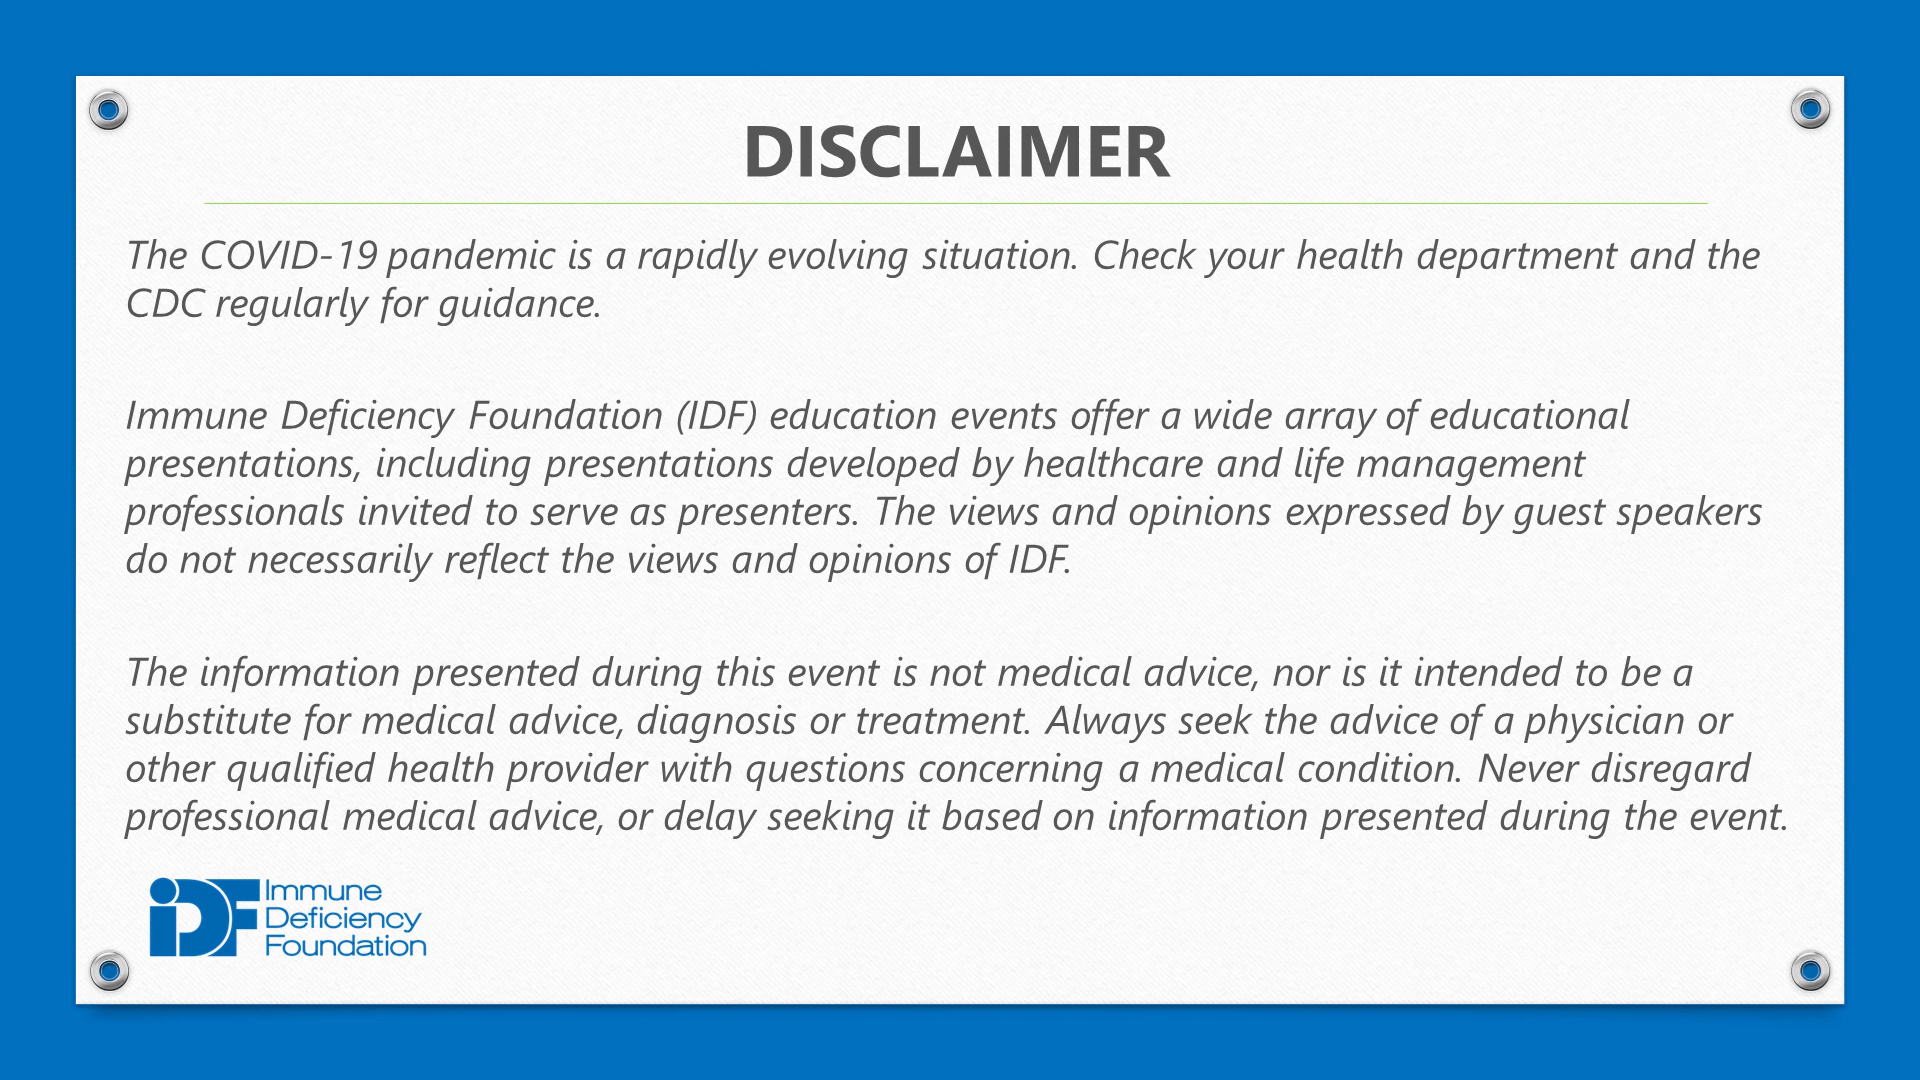 DISCLAIMER
The COVID-19 pandemic is a rapidly evolving situation. Check your health department and the
CDC regularly for guidance.
Immune Deficiency Foundation (IDF) education events offer a wide array of educational
presentations, including presentations developed by healthcare and life management
professionals invited to serve as presenters. The views and opinions expressed by guest speakers
do not necessarily reflect the views and opinions of IDF.
The information presented during this event is not medical advice, nor is it intended to be a
substitute for medical advice, diagnosis or treatment. Always seek the advice of a physician or
other qualified health provider with questions concerning a medical condition. Never disregard
professional medical advice, or delay seeking it based on information presented during the event.
iDF
Immune
Deficiency
Foundation